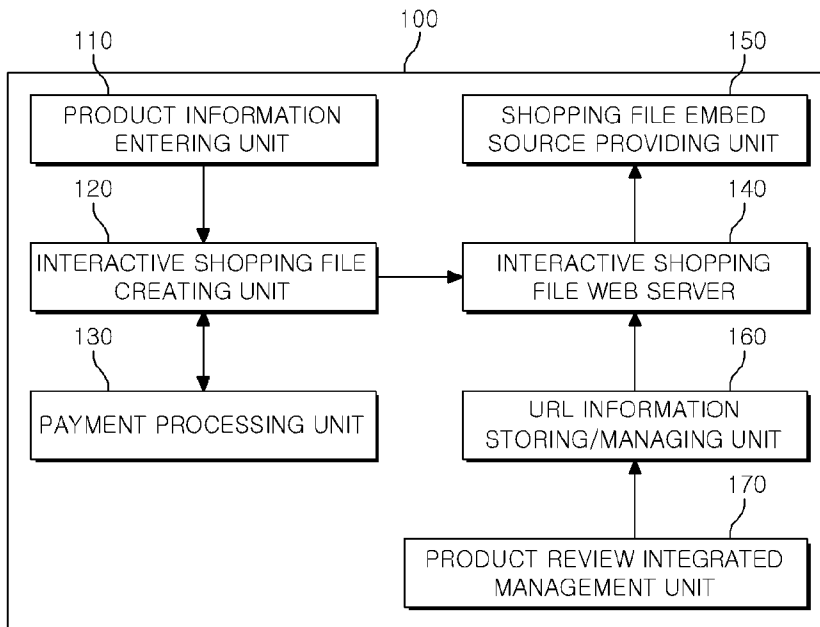 100
110
PRODUCT INFORMATION
ENTERING UNIT
150
SHOPPING FILE EMBED
SOURCE PROVIDING UNIT
120
INTERACTIVE SHOPPING FILE
CREATING UNIT
140
INTERACTIVE SHOPPING
FILE WEB SERVER
130
PAYMENT PROCESSING UNIT
160
URL INFORMATION
STORING/MANAGING UNIT
170
PRODUCT REVIEW INTEGRATED
MANAGEMENT UNIT